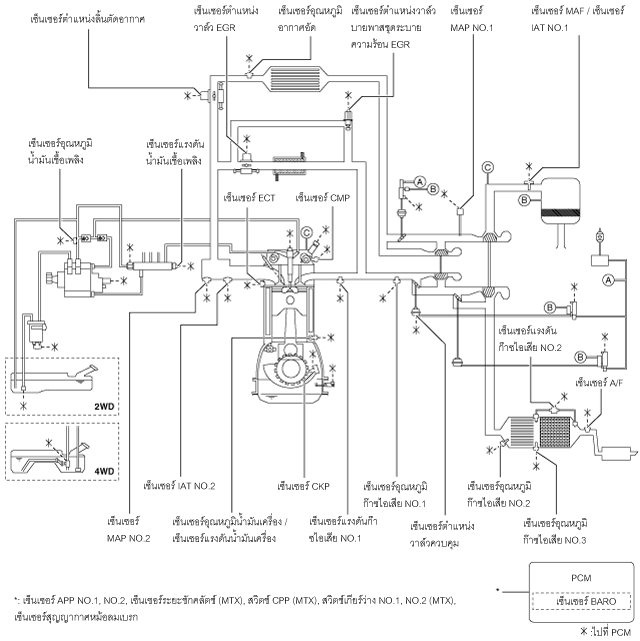 เซ็นเซอร์ตำแหน่งลิ้นตัดอากาศ
เซ็นเซอร์ตำแหน่ง
วาล์ว EGR
เซ็นเซอร์อุณหภูมิ
อากาศอัด
เซ็นเซอร์ตำแหน่งวาล์ว
บายพาสชุดระบาย
ความร้อน EGR
เซ็นเซอร์
MAP NO.1
เซ็นเซอร์ MAF / เซ็นเซอร์
IAT NO.1
เซ็นเซอร์อุณหภูมิ
น้ำมันเชื้อเพลิง
เซ็นเซอร์แรงดัน
น้ำมันเชื้อเพลิง
เซ็นเซอร์ ECT
เซ็นเซอร์ CMP
A
B
C
B
C
A
B
B
เซ็นเซอร์แรงดัน
ก๊าซไอเสีย NO.2
เซ็นเซอร์ A/F
2WD
4WD
เซ็นเซอร์ IAT NO.2
เซ็นเซอร์ CKP
เซ็นเซอร์อุณหภูมิ
ก๊าซไอเสีย NO.1
เซ็นเซอร์อุณหภูมิ
ก๊าซไอเสีย NO.2
เซ็นเซอร์
MAP NO.2
เซ็นเซอร์อุณหภูมิน้ำมันเครื่อง /
เซ็นเซอร์แรงดันน้ำมันเครื่อง
เซ็นเซอร์แรงดันก๊า
ซไอเสีย NO.1
เซ็นเซอร์ตำแหน่ง
วาล์วควบคุม
เซ็นเซอร์อุณหภูมิ
ก๊าซไอเสีย NO.3
PCM
* เซ็นเซอร์ BARO
*: เซ็นเซอร์ APP NO.1, NO.2, เซ็นเซอร์ระยะชักคลัตช์ (MTX), สวิตช์ CPP (MTX), สวิตช์เกียร์ว่าง NO.1, NO.2 (MTX),
เซ็นเซอร์สุญญากาศหม้อลมเบรก
* :ไปที่ PCM